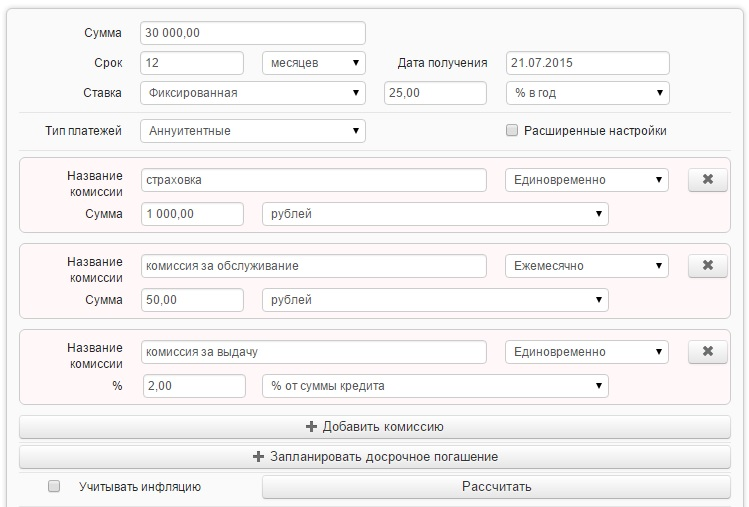 Сумма 30 000,00
Срок 12 месяцев Дата получения 21.07.2015
Ставка Фиксированная 25,00 % в год
Тип платежей Аннуитентные Расширенные настройки
Название комиссии страховка Единовременно
Сумма 1 000,00 рублей
Название комиссии комиссия за обслуживание Ежемесячно
Сумма 50,00 рублей
Название комиссии комиссия за выдачу Единовременно
% 2,00 % от суммы кредита
Добавить комиссию
Запланировать досрочное погашение
Учитывать инфляцию Рассчитать